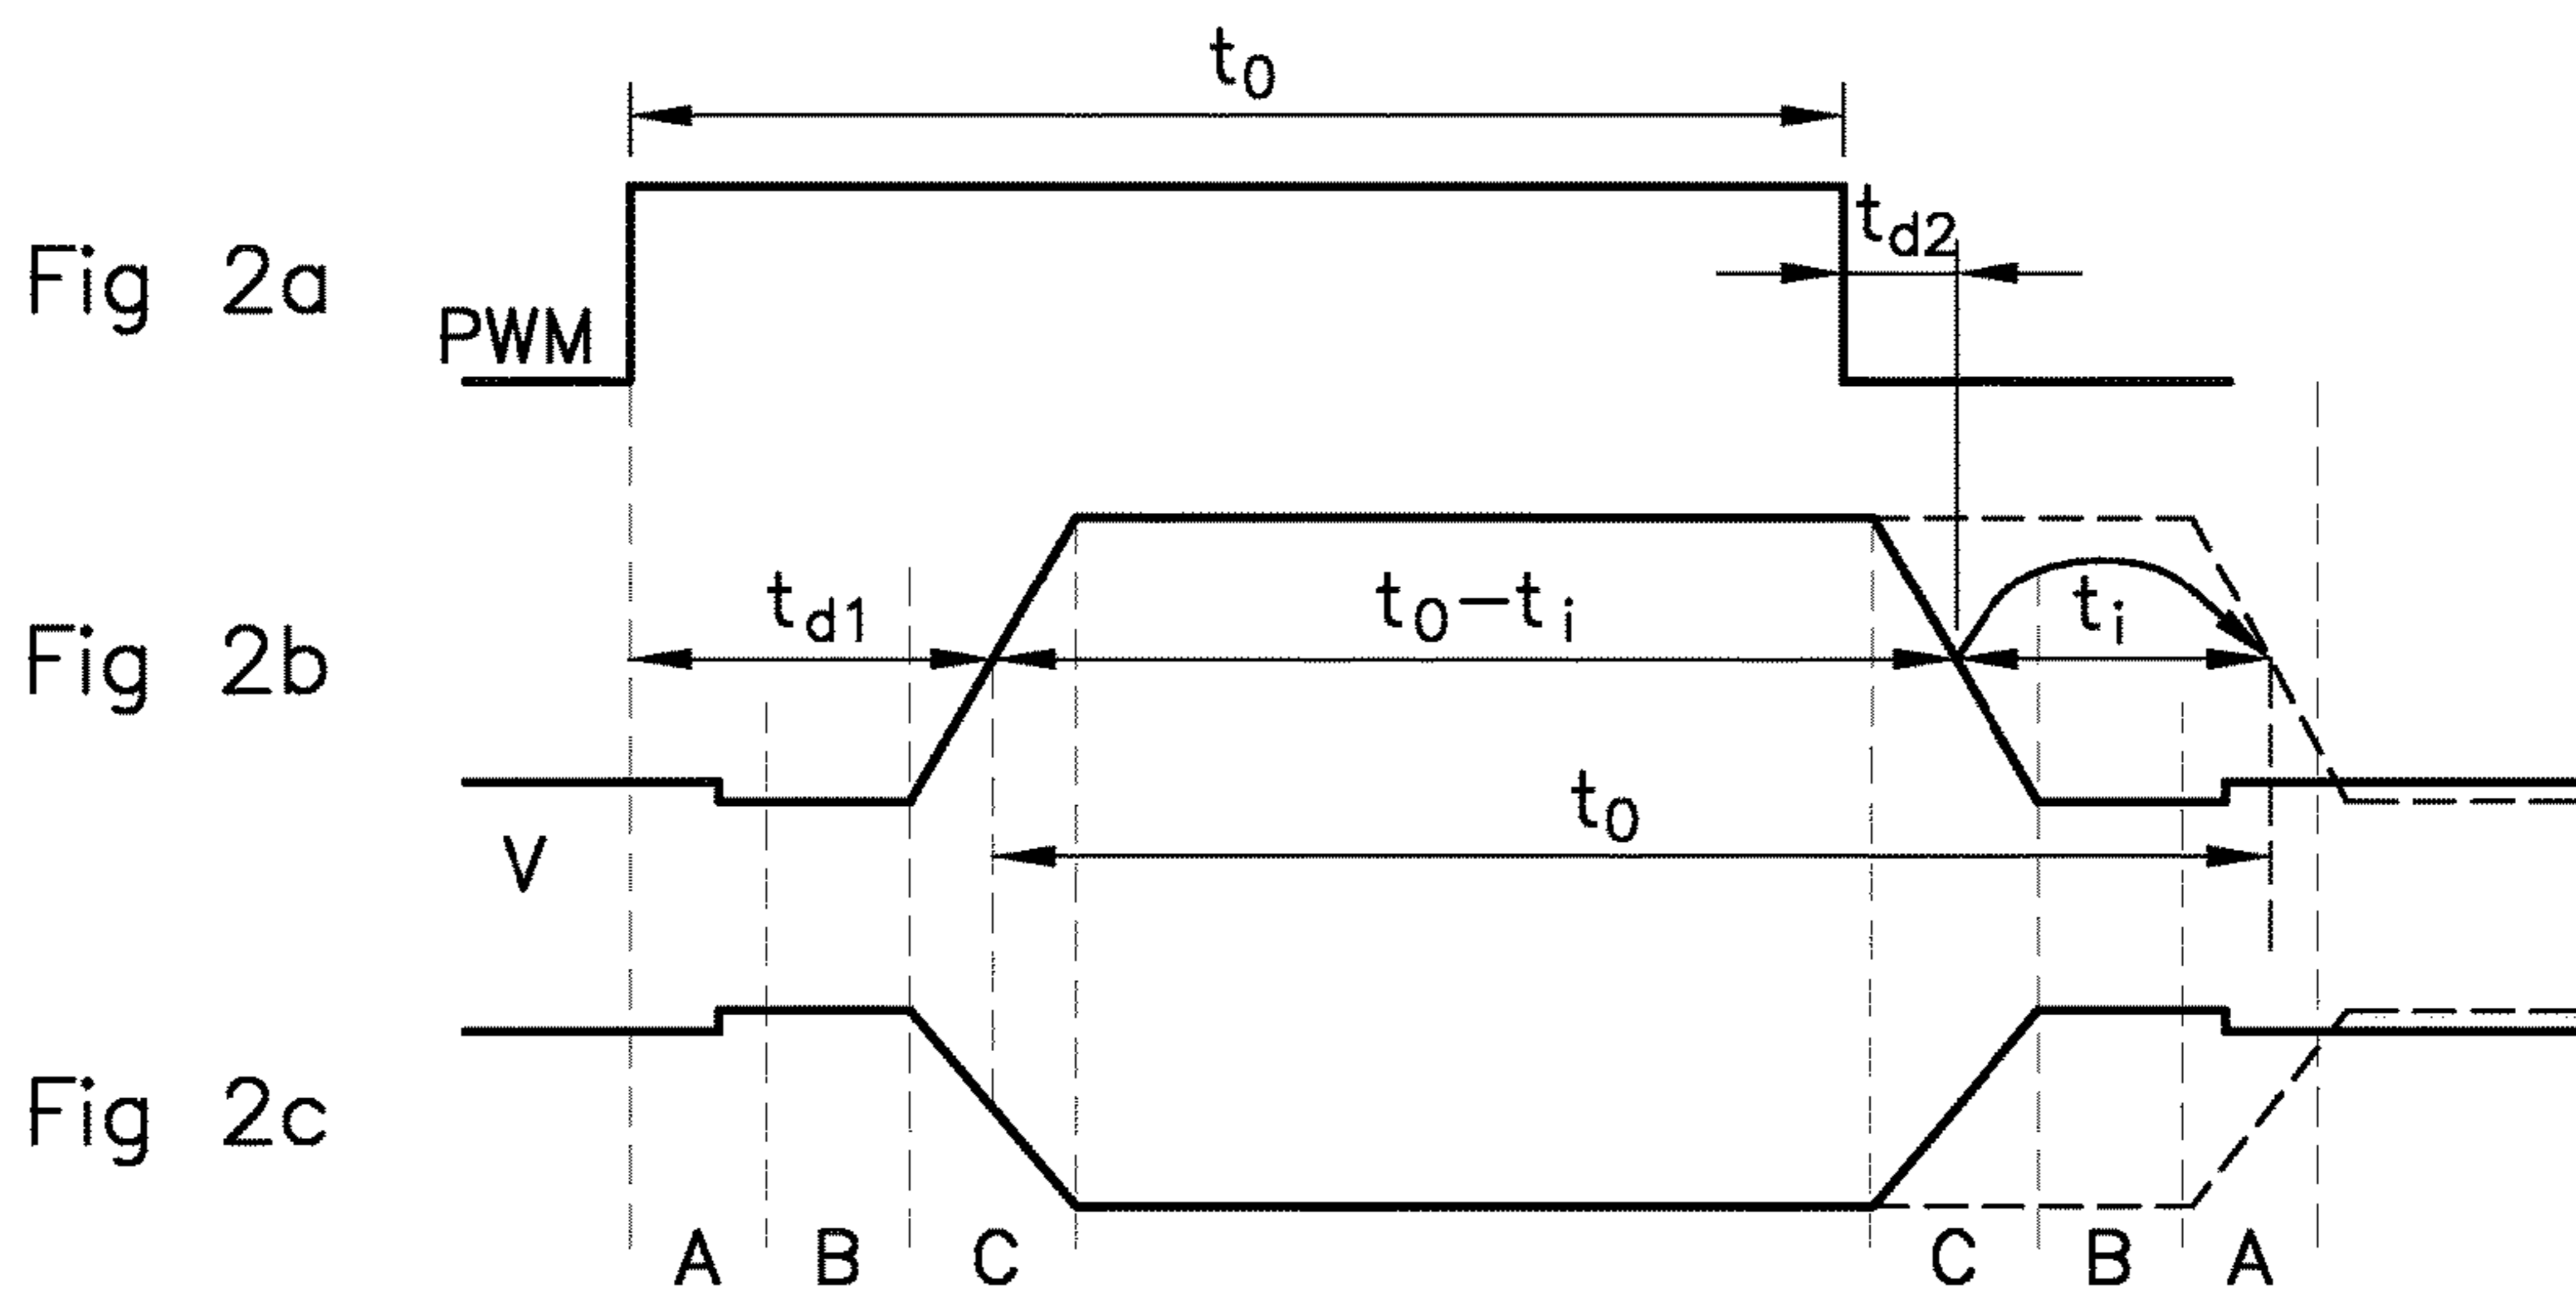 t0
Fig 2a
PWM
td2
Fig 2b
td1
t0-ti
ti
V
t0
Fig 2c
A B C C B A